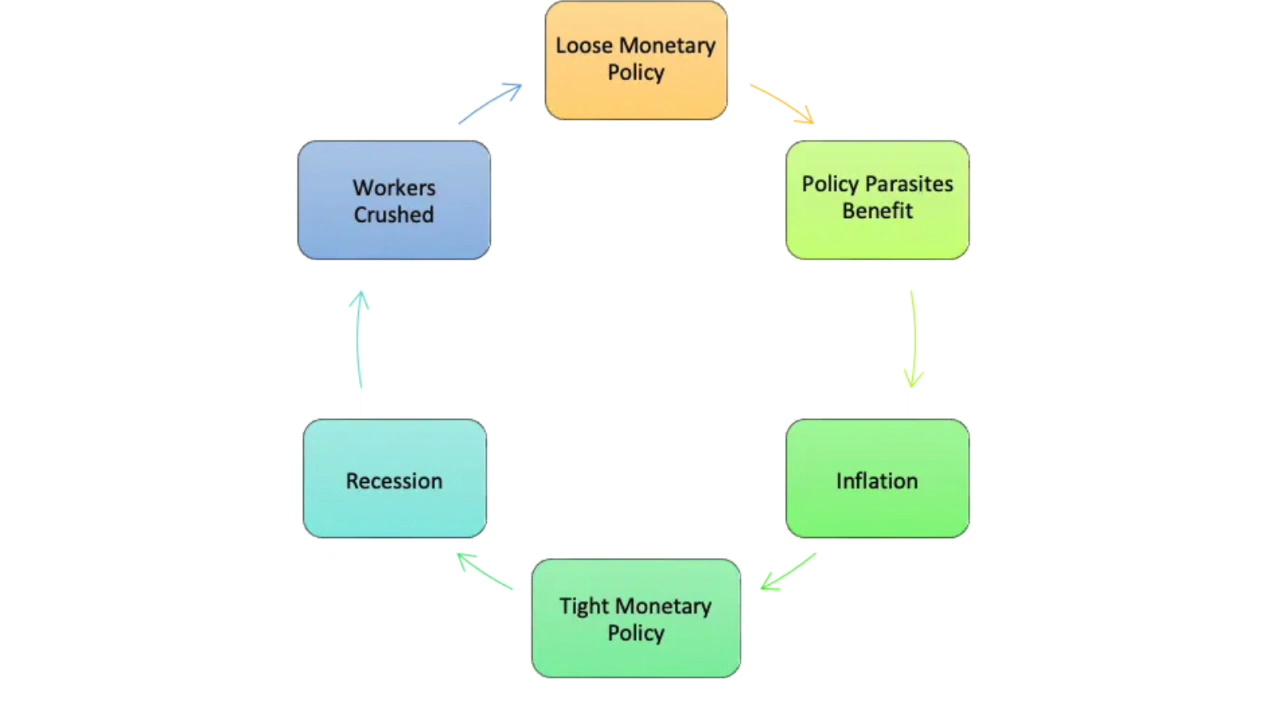 Loose Monetary
Policy
Policy Parasites
Benefit
Inflation
Tight Monetary
Policy
Recession
Workers
Crushed